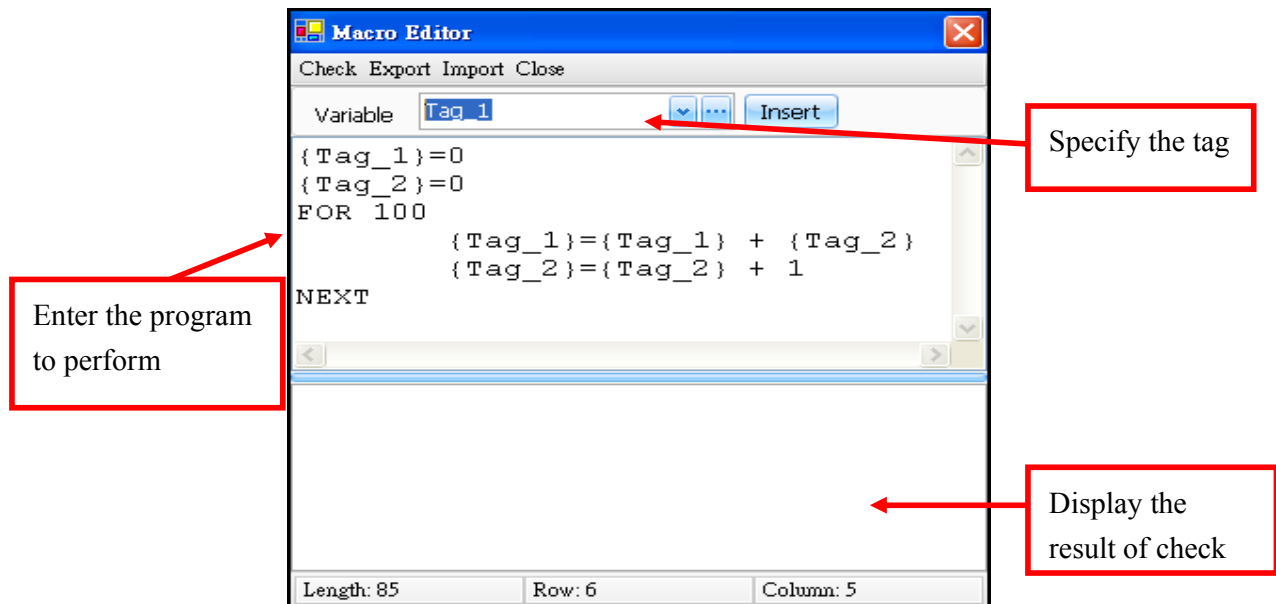 Macro Editor
Check Export Import Close
Variable Tag_1 ... Insert
{Tag_1}=0
{Tag_2}=0
FOR 100
{Tag_1}={Tag_1} + {Tag_2}
{Tag_2}={Tag_2} + 1
NEXT
Length: 85 Row: 6 Column: 5
Specify the tag
Enter the program
to perform
Display the
result of check